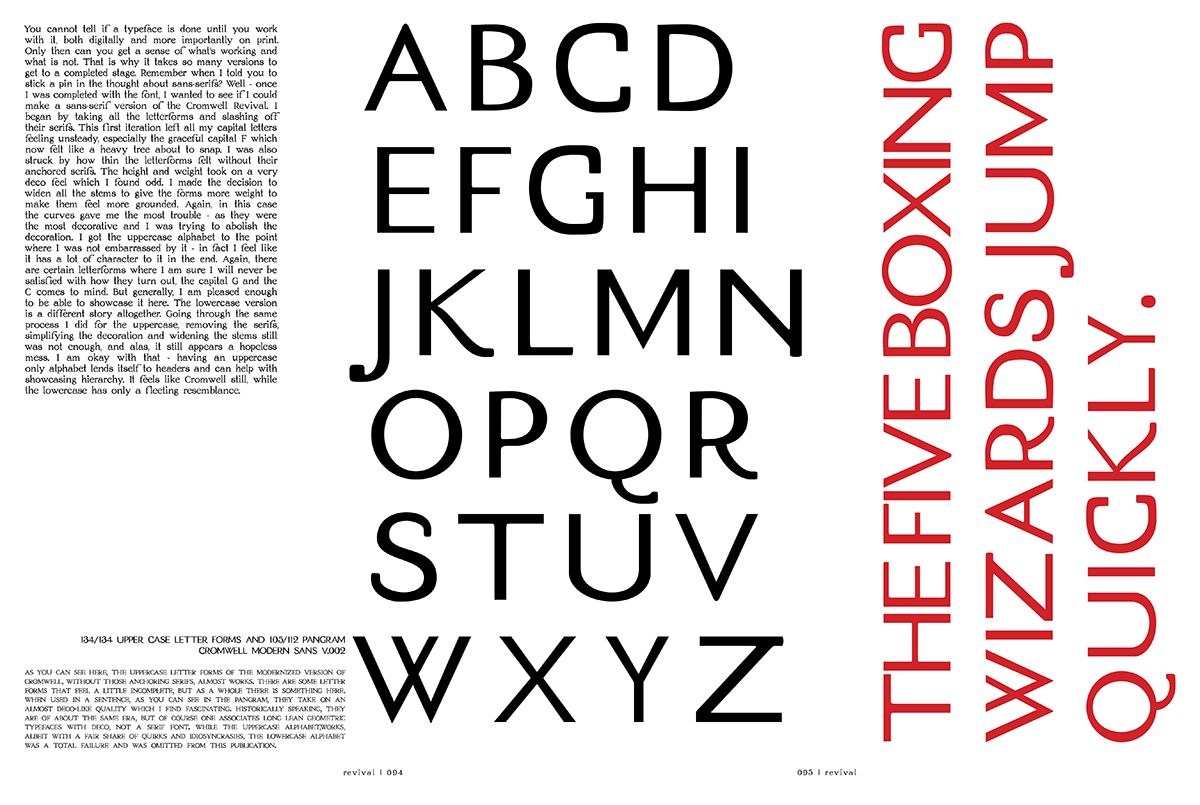 You cannot tell if a typeface is done until you work
with it, both digitally and more importantly on print.
Only then can you get a sense of what's working and
what is not. That is why it takes so many versions to
get to a completed stage. Remember when I told you to
stick a pin in the thought about sans-serifs? Well - once
I was completed with the font, I wanted to see if I could
make a sans-serif version of the Cromwell Revival. I
began by taking all the letterforms and slashing off
their serifs. This first iteration left all my capital letters
feeling unsteady, especially the graceful capital F which
now felt like a heavy tree about to snap. I was also
struck by how thin the letterforms felt without their
anchored serifs. The height and weight took on a very
deco feel which I found odd. I made the decision to
widen all the stems to give the forms more weight to
make them feel more grounded. Again, in this case
the curves gave me the most trouble - as they were
the most decorative and I was trying to abolish the
decoration. I got the uppercase alphabet to the point
where I was not embarrassed by it - in fact I feel like
it has a lot of character to it in the end. Again, there
are certain letterforms where I am sure I will never be
satisfied with how they turn out, the capital G and the
C comes to mind. But generally, I am pleased enough
to be able to showcase it here. The lowercase version
is a different story altogether. Going through the same
process I did for the uppercase, removing the serifs,
simplifying the decoration and widening the stems still
was not enough, and alas, it still appears a hopeless
mess. I am okay with that - having an uppercase
only alphabet lends itself to headers and can help with
showcasing hierarchy. It feels like Cromwell still, while
the lowercase has only a fleeting resemblance.
134/134 UPPER CASE LETTER FORMS AND 105/112 PANGRAM
CROMWELL MODERN SANS V.002
AS YOU CAN SEE HERE, THE UPPERCASE LETTER FORMS OF THE MODERNIZED VERSION OF
CROMWELL, WITHOUT THOSE ANCHORING SERIFS, ALMOST WORKS. THERE ARE SOME LETTER
FORMS THAT FEEL A LITTLE INCOMPLETE, BUT AS A WHOLE THERE IS SOMETHING HERE.
WHEN USED IN A SENTENCE, AS YOU CAN SEE IN THE PANGRAM, THEY TAKE ON AN
ALMOST DECO-LIKE QUALITY WHICH I FIND FASCINATING. HISTORICALLY SPEAKING, THEY
ARE OF ABOUT THE SAME ERA, BUT OF COURSE ONE ASSOCIATES LONG LEAN GEOMETRIC
TYPEFACES WITH DECO, NOT A SERIF FONT. WHILE THE UPPERCASE ALPHABET,WORKS,
ALBEIT WITH A FAIR SHARE OF QUIRKS AND IDIOSYNCRASIES, THE LOWERCASE ALPHABET
WAS A TOTAL FAILURE AND WAS OMITTED FROM THIS PUBLICATION.
ABCD
EFGHI
JKLMN
OPQR
STUV
WXYZ
THE FIVE BOXING
WIZARDS JUMP
QUICKLY.
revival | 094
095 | revival